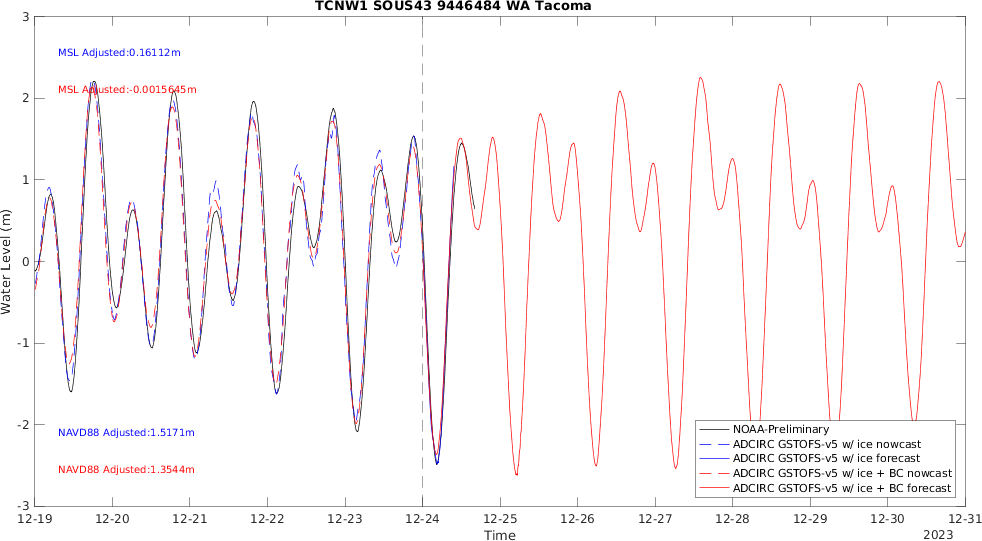 TCNW1 SOUS43 9446484 WA Tacoma
3
2
1
0
-1
-2
-3
Water Level (m)
MSL Adjusted:0.16112m
MSL Adjusted:-0.0015645m
NAVD88 Adjusted:1.5171m
NAVD88 Adjusted:1.3544m
NOAA-Preliminary
ADCIRC GSTOFS-v5 w/ ice nowcast
ADCIRC GSTOFS-v5 w/ ice forecast
ADCIRC GSTOFS-v5 w/ ice + BC nowcast
ADCIRC GSTOFS-v5 w/ ice + BC forecast
12-19 12-20 12-21 12-22 12-23 12-24 12-25 12-26 12-27 12-28 12-29 12-30 12-31
Time
2023